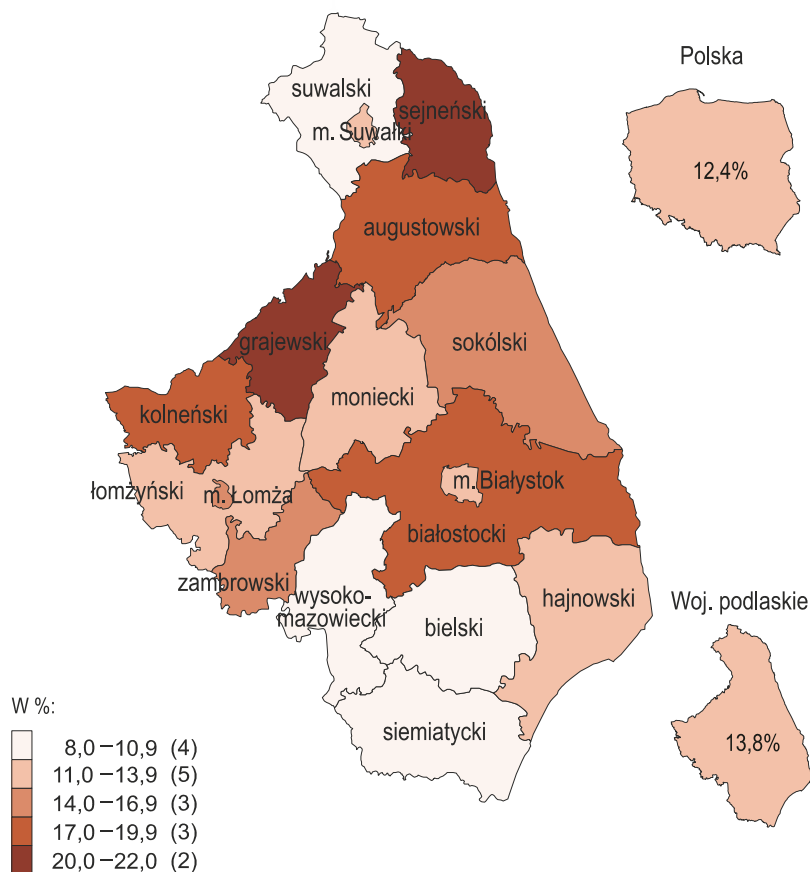 suwalski
m. Suwałki
sejneński
Polska
12,4%
augustowski
grajewski
sokólski
moniecki
kolneński
łomżyński
m. Łomża
m. Białystok
białostocki
zambrowski
wysoko-
mazowiecki
bielski
hajnowski
siemiatycki
Woj. podlaskie
13,8%
W %:
8,0 – 10,9 (4)
11,0 – 13,9 (5)
14,0 – 16,9 (3)
17,0 – 19,9 (3)
20,0 – 22,0 (2)